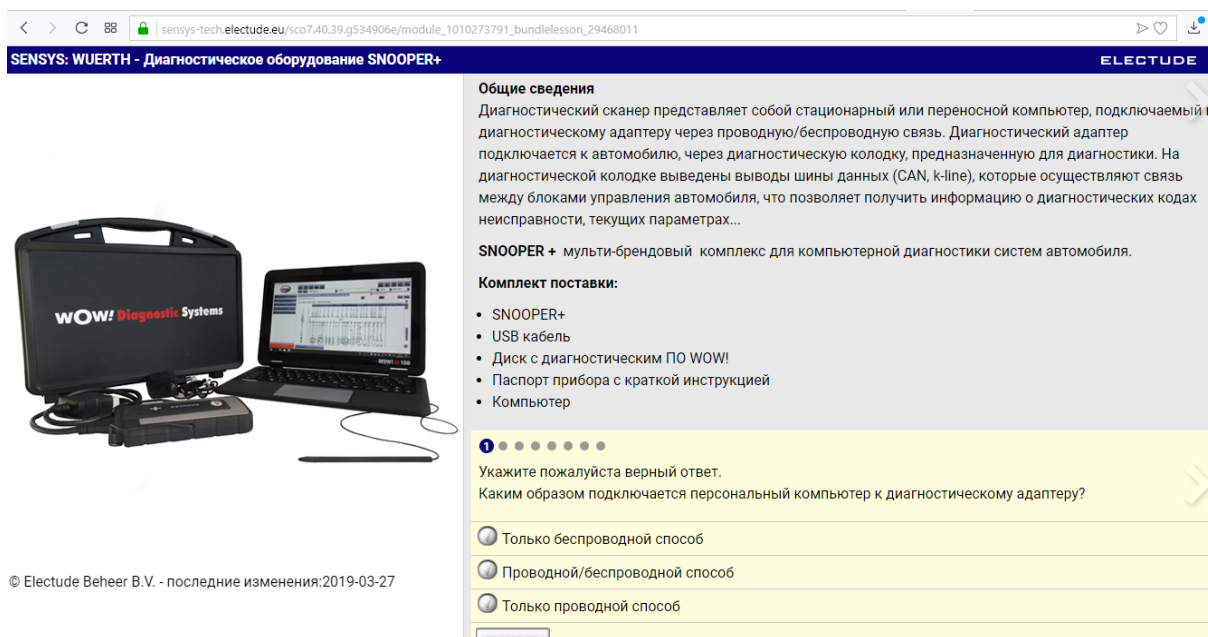 sensys-tech.electude.eu/sco7.40.39.g534906e/module_1010273791_bundlelesson_29468011
SENSYS: WUERTH - Диагностическое оборудование SNOOPER+
ELECTUDE
WOW! Diagnostic Systems
© Electude Beheer B.V. - последние изменения:2019-03-27
Общие сведения
Диагностический сканер представляет собой стационарный или переносной компьютер, подключаемый
диагностическому адаптеру через проводную/беспроводную связь. Диагностический адаптер
подключается к автомобилю, через диагностическую колодку, предназначенную для диагностики. На
диагностической колодке выведены выводы шины данных (CAN, k-line), которые осуществляют связь
между блоками управления автомобиля, что позволяет получить информацию о диагностических кодах
неисправности, текущих параметрах...
SNOOPER + мульти-брендовый комплекс для компьютерной диагностики систем автомобиля.
Комплект поставки:
• SNOOPER+
• USB кабель
• Диск с диагностическим ПО WOW!
• Паспорт прибора с краткой инструкцией
• Компьютер
1
Укажите пожалуйста верный ответ.
Каким образом подключается персональный компьютер к диагностическому адаптеру?
Только беспроводной способ
Проводной/беспроводной способ
Только проводной способ